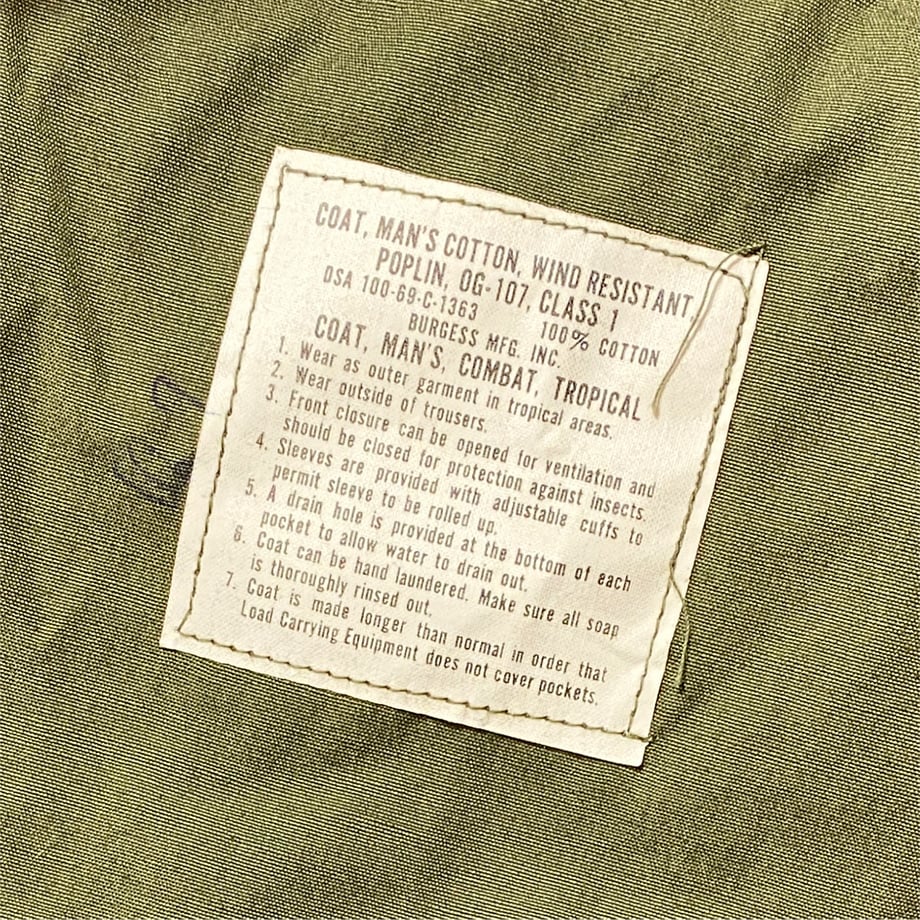 COAT, MAN'S COTTON, WIND RESISTANT,
POPLIN, OG-107, CLASS 1
DSA 100-69-C-1363 100% COTTON
BURGESS MFG. INC.
COAT, MAN'S, COMBAT, TROPICAL
1. Wear as outer garment in tropical areas.
2. Wear outside of trousers.
3. Front closure can be opened for ventilation and
should be closed for protection against insects.
4. Sleeves are provided with adjustable cuffs to
permit sleeve to be rolled up.
5. A drain hole is provided at the bottom of each
pocket to allow water to drain out.
6. Coat can be hand laundered. Make sure all soap
is thoroughly rinsed out.
7. Coat is made longer than normal in order that
Load Carrying Equipment does not cover pockets.